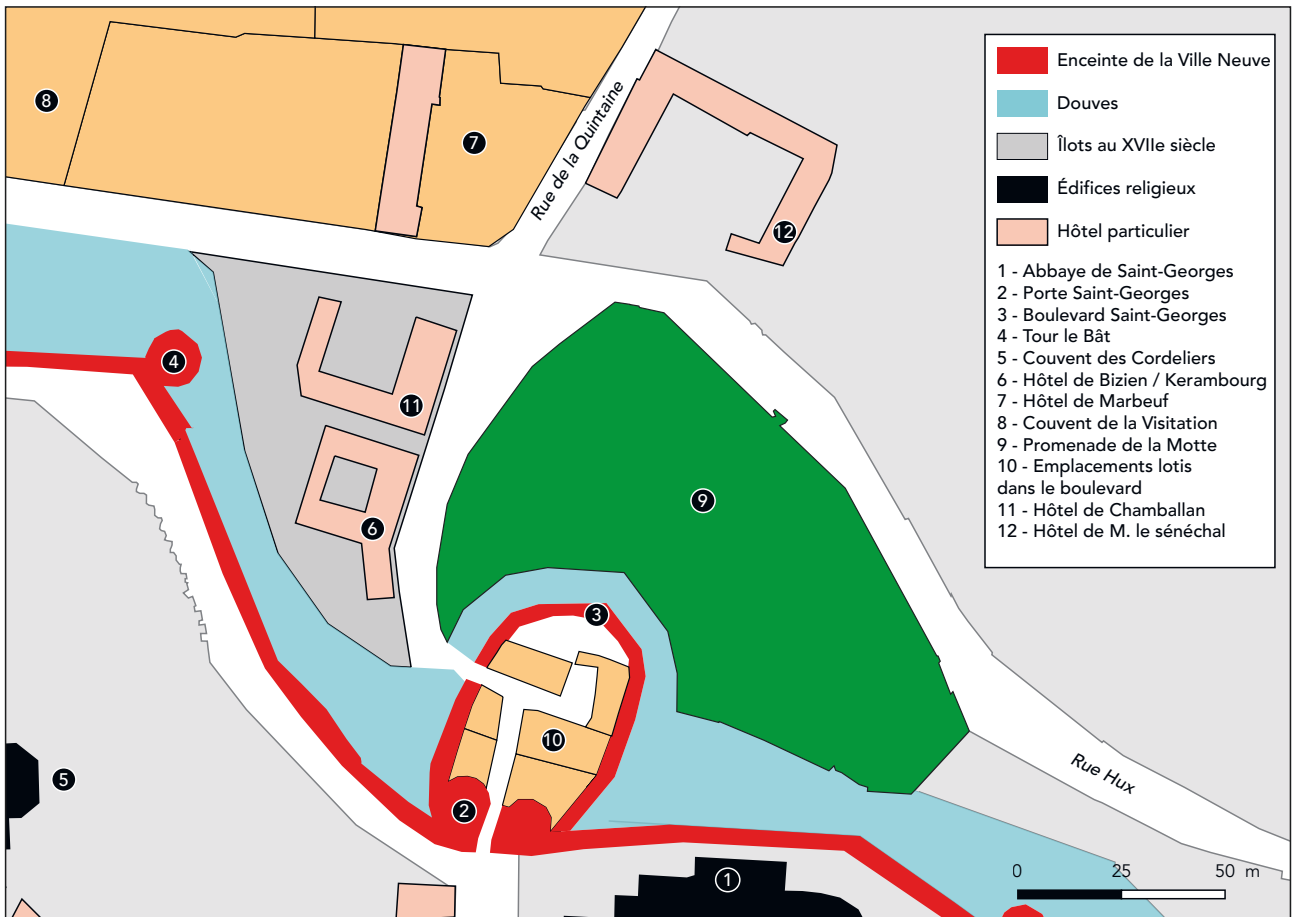 Enceinte de la Ville Neuve
Douves
Îlots au XVIIe siècle
Édifices religieux
Hôtel particulier
1 - Abbaye de Saint-Georges
2 - Porte Saint-Georges
3 - Boulevard Saint-Georges
4 - Tour le Bât
5 - Couvent des Cordeliers
6 - Hôtel de Bizien / Kerambourg
7 - Hôtel de Marbeuf
8 - Couvent de la Visitation
9 - Promenade de la Motte
10 - Emplacements lotis
dans le boulevard
11 - Hôtel de Chamballan
12 - Hôtel de M. le sénéchal
8
7
Rue de la Quintaine
12
4
11
6
9
3
10
5
2
Rue Hux
1
0 25 50 m